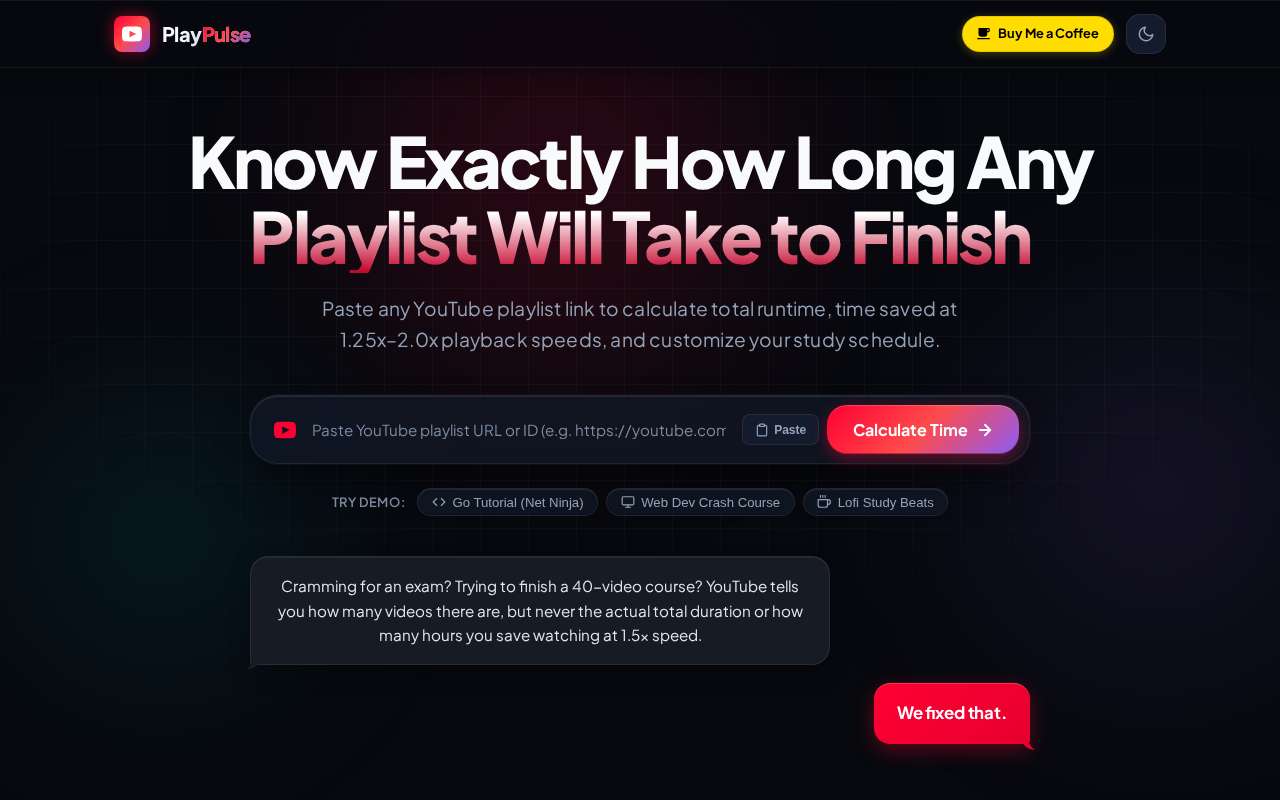 PlayPulse
Buy Me a Coffee
Know Exactly How Long Any
Playlist Will Take to Finish
Paste any YouTube playlist link to calculate total runtime, time saved at
1.25x–2.0x playback speeds, and customize your study schedule.
Paste YouTube playlist URL or ID (e.g. https://youtube.com
Paste
Calculate Time
TRY DEMO:
Go Tutorial (Net Ninja)
Web Dev Crash Course
Lofi Study Beats
Cramming for an exam? Trying to finish a 40-video course? YouTube tells
you how many videos there are, but never the actual total duration or how
many hours you save watching at 1.5× speed.
We fixed that.